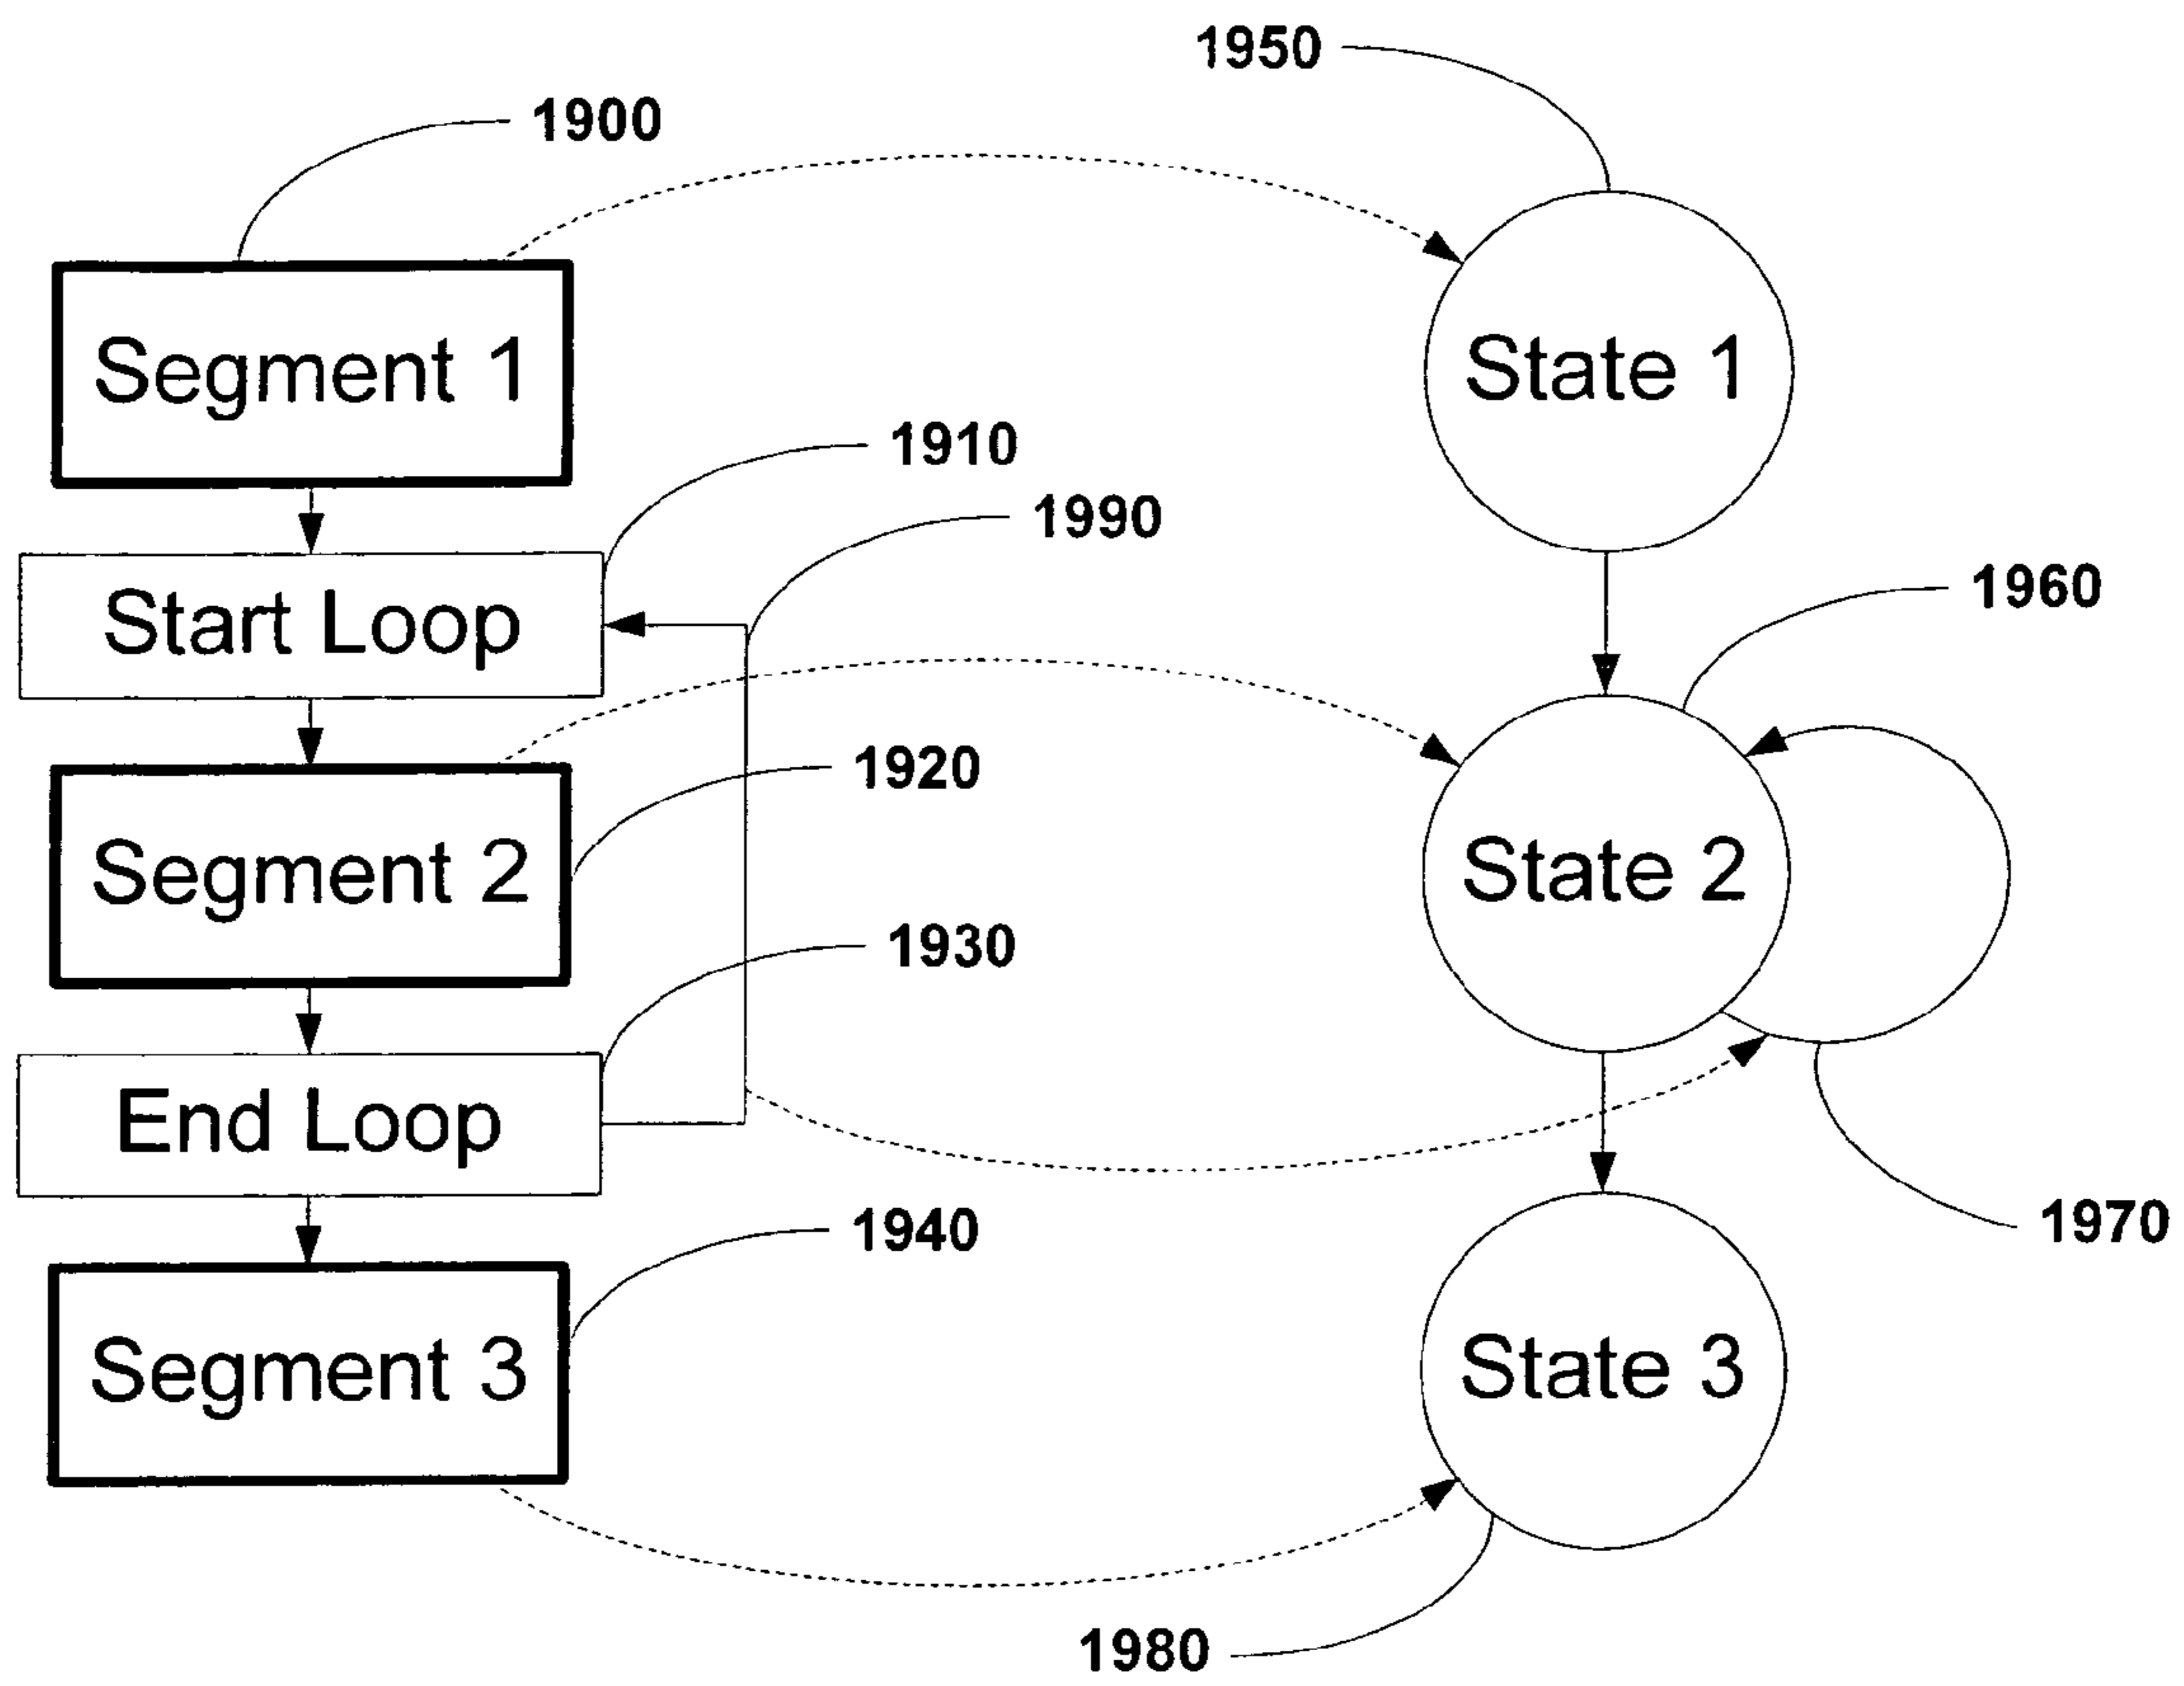 1950
1900
Segment 1
State 1
1910
1990
1960
Start Loop
1920
Segment 2
State 2
1930
End Loop
1970
1940
Segment 3
State 3
1980